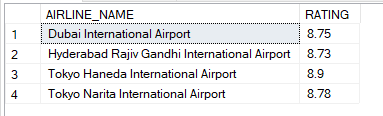 AIRLINE_NAME RATING
1 Dubai International Airport 8.75
2 Hyderabad Rajiv Gandhi International Airport 8.73
3 Tokyo Haneda International Airport 8.9
4 Tokyo Narita International Airport 8.78